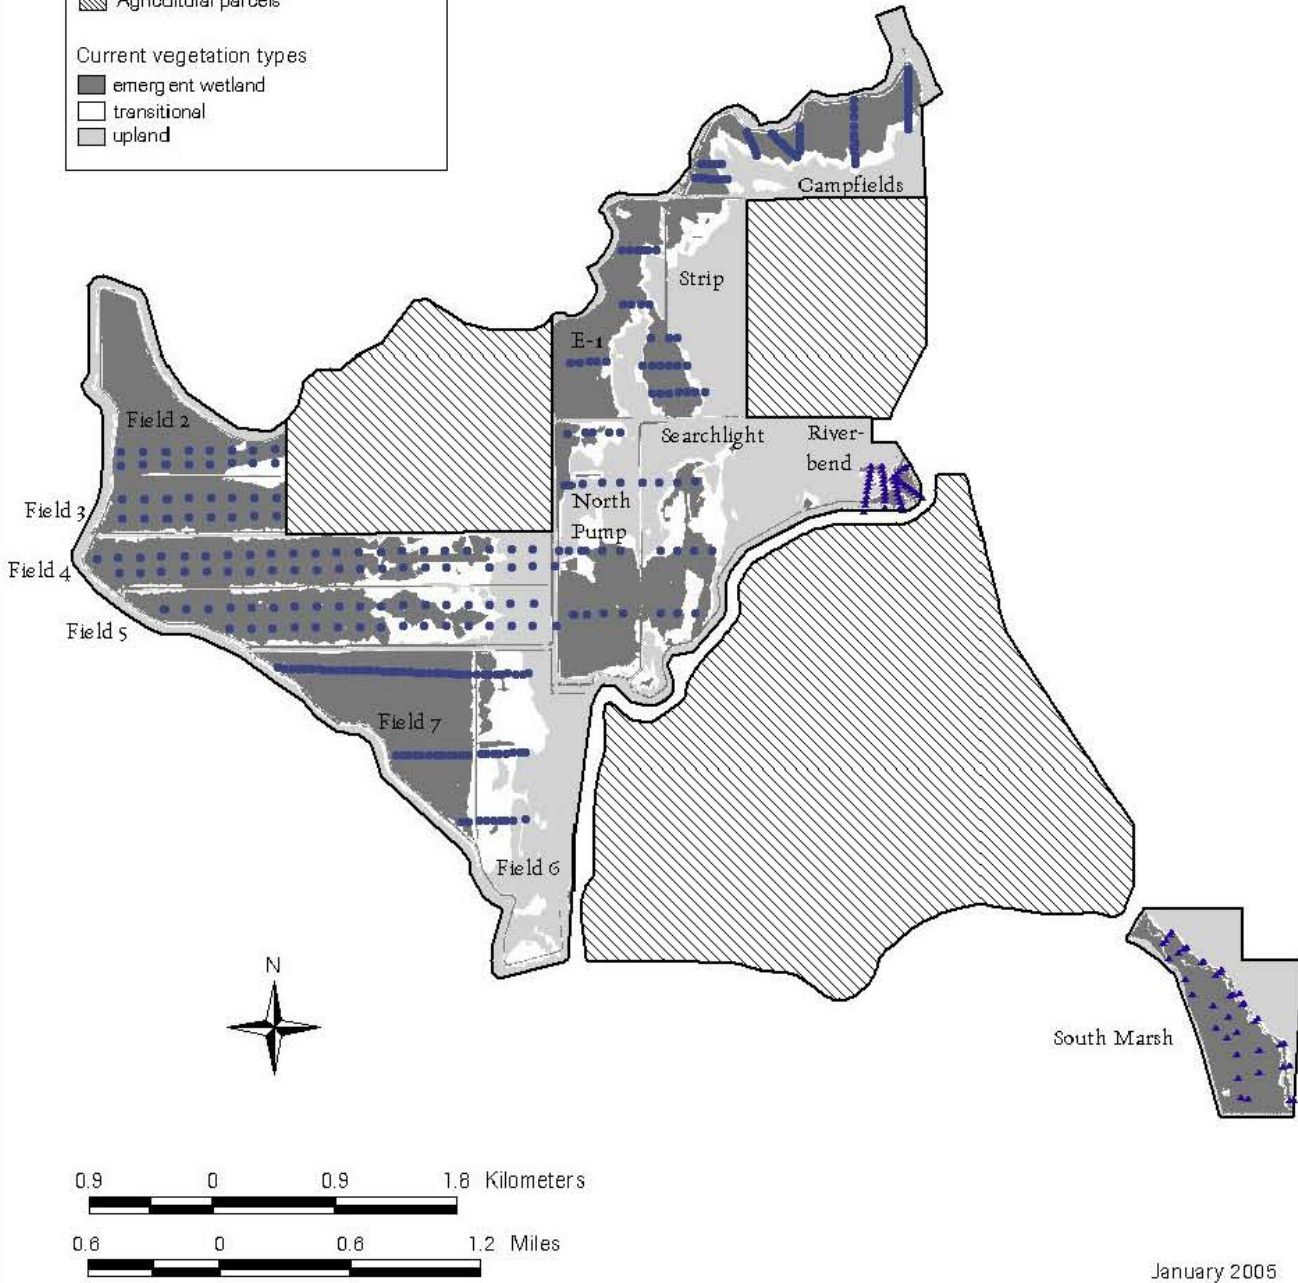 Agricultural parcels
Current vegetation types
emergent wetland
transitional
upland
Campfields
Strip
E-1
Field 2
Searchlight
River-
bend
Field 3
North
Pump
Field 4
Field 5
Field 7
Field 6
N
South Marsh
0.9 0 0.9 1.8 Kilometers
0.6 0 0.6 1.2 Miles
January 2005